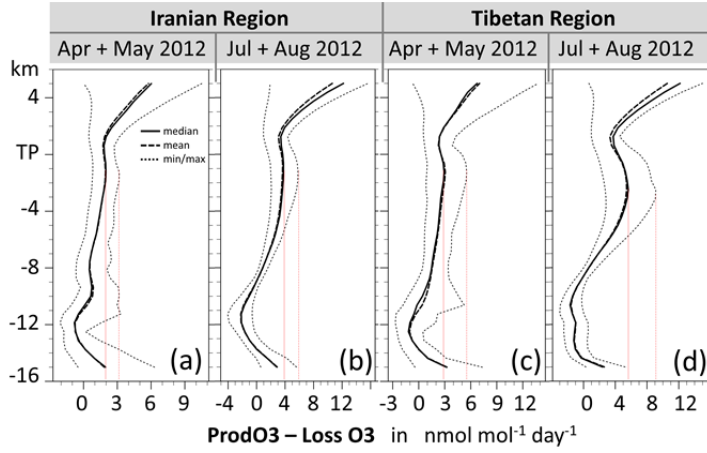 Iranian Region Tibetan Region
Apr + May 2012 Jul + Aug 2012 Apr + May 2012 Jul + Aug 2012
km
4
TP
-4
-8
-12
-16
median
mean
min/max
(a) (b) (c) (d)
0 3 6 9 0 4 8 12 -3 0 3 6 9 12 0 4 8 12
ProdO3 – Loss O3 in nmol mol⁻¹ day⁻¹